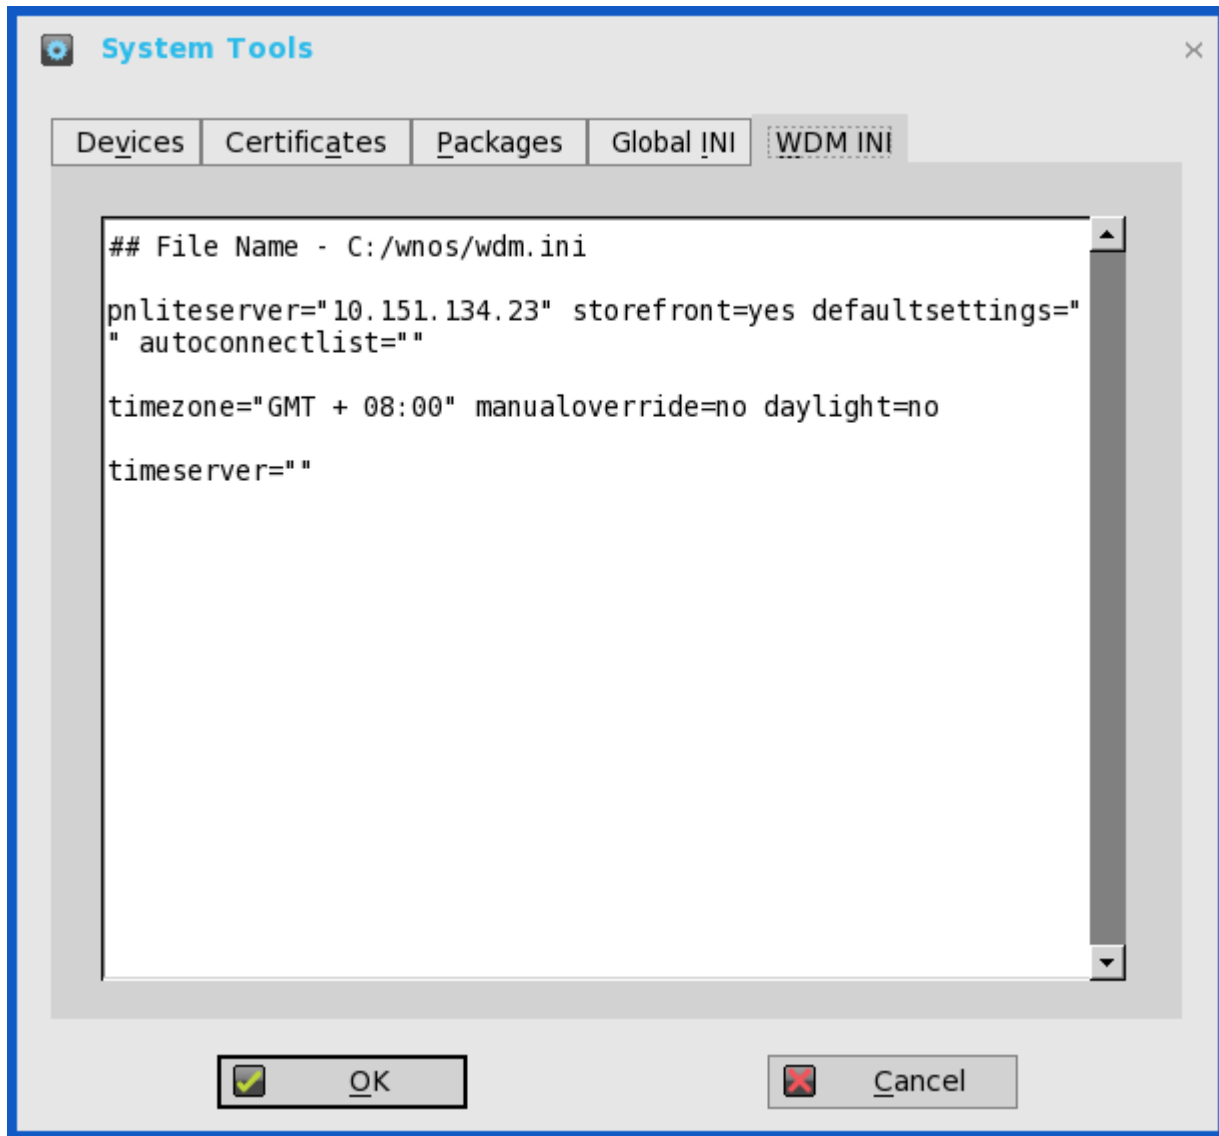 System Tools
Devices Certificates Packages Global INI WDM INI
## File Name - C:/wnos/wdm.ini
pnliteserver="10.151.134.23" storefront=yes defaultsettings="
" autoconnectlist=""
timezone="GMT + 08:00" manualoverride=no daylight=no
timeserver=""
OK Cancel